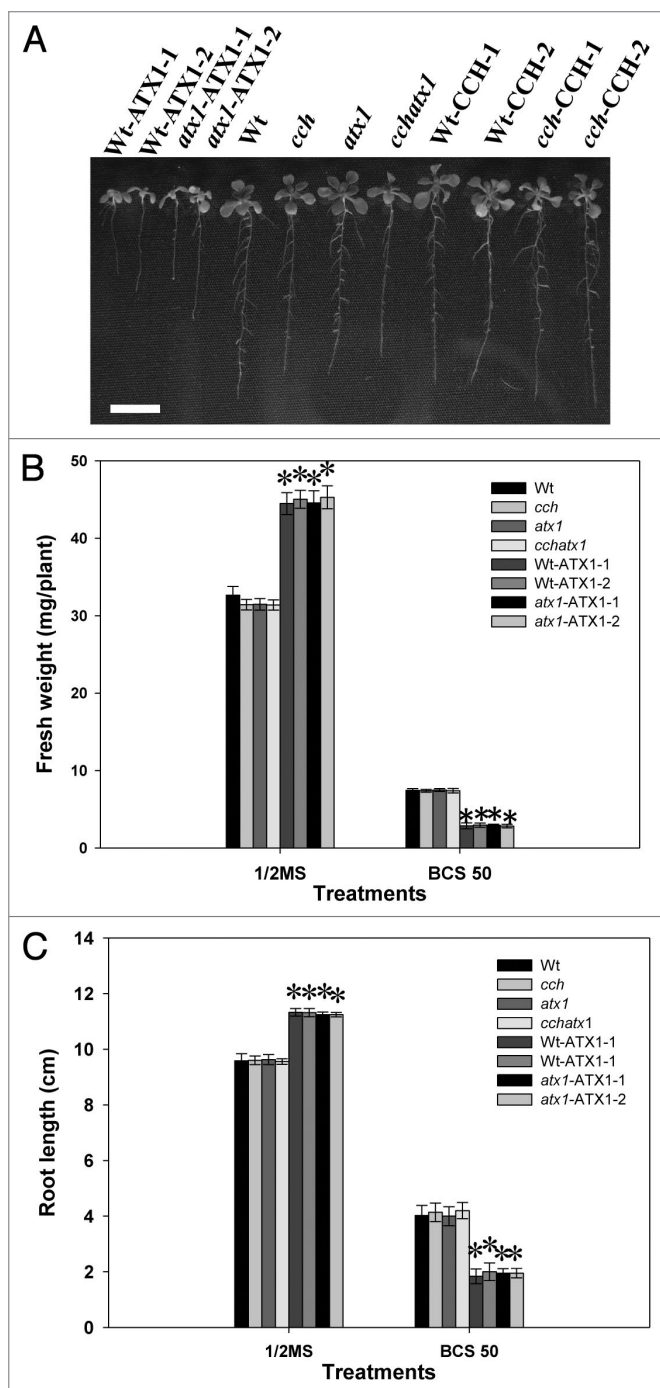 A
Wt-ATX1-1
Wt-ATX1-2
atx1-ATX1-1
atx1-ATX1-2
Wt
cch
atx1
cchatx1
Wt-CCH-1
Wt-CCH-2
cch-CCH-1
cch-CCH-2
B
Fresh weight (mg/plant)
50
40
30
20
10
0
* * * *
* * * *
Wt
cch
atx1
cchatx1
Wt-ATX1-1
Wt-ATX1-2
atx1-ATX1-1
atx1-ATX1-2
1/2MS
BCS 50
Treatments
C
Root length (cm)
14
12
10
8
6
4
2
0
* * * *
* * * *
Wt
cch
atx1
cchatx1
Wt-ATX1-1
Wt-ATX1-1
atx1-ATX1-1
atx1-ATX1-2
1/2MS
BCS 50
Treatments